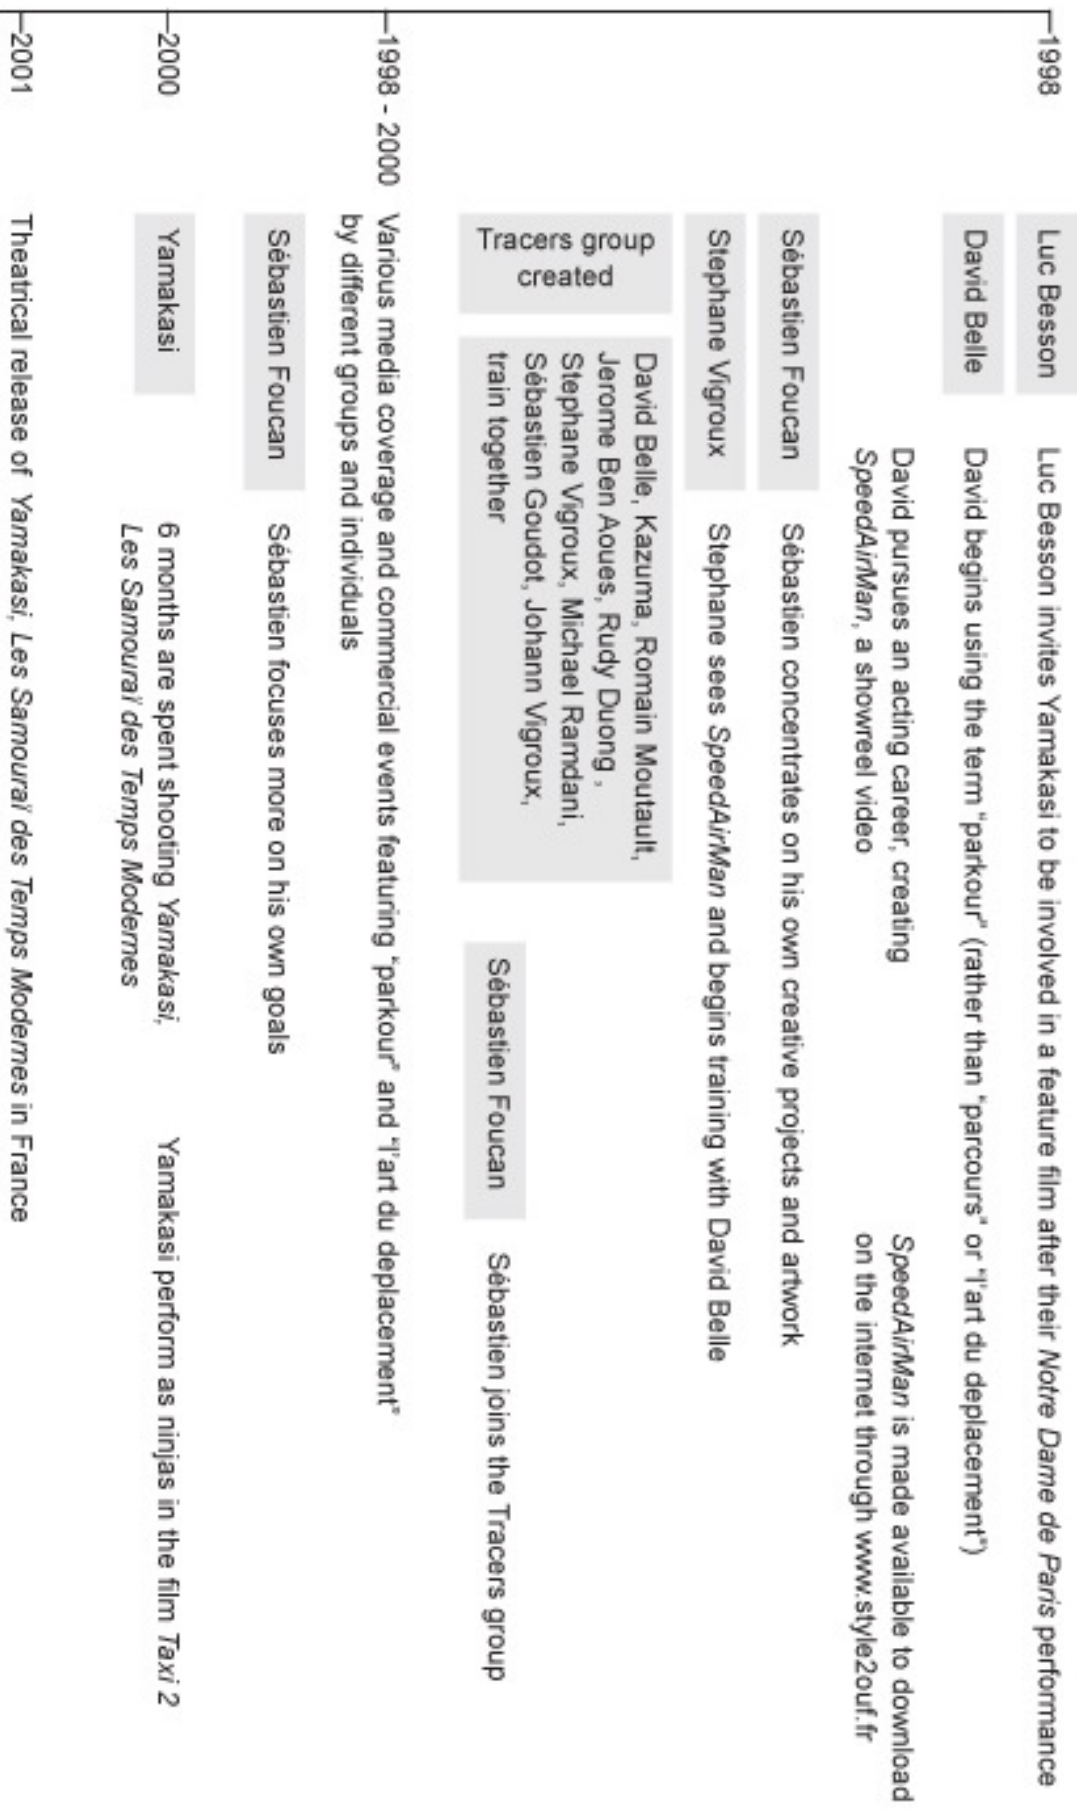 1998
Luc Besson
Luc Besson invites Yamakasi to be involved in a feature film after their Notre Dame de Paris performance
David Belle
David begins using the term "parkour" (rather than "parcours" or "l'art du deplacement")
David pursues an acting career, creating
SpeedAirMan, a showreel video
SpeedAirMan is made available to download
on the internet through www.style2ouf.fr
Sébastien Foucan
Sébastien concentrates on his own creative projects and artwork
Stephane Vigroux
Stephane sees SpeedAirMan and begins training with David Belle
Tracers group
created
David Belle, Kazuma, Romain Moutault,
Jerome Ben Aoues, Rudy Duong ,
Stephane Vigroux, Michael Ramdani,
Sébastien Goudot, Johann Vigroux,
train together
Sébastien Foucan
Sébastien joins the Tracers group
1998 - 2000
Various media coverage and commercial events featuring "parkour" and "l'art du deplacement"
by different groups and individuals
Sébastien Foucan
Sébastien focuses more on his own goals
2000
Yamakasi
6 months are spent shooting Yamakasi,
Les Samouraï des Temps Modernes
Yamakasi perform as ninjas in the film Taxi 2
2001
Theatrical release of Yamakasi, Les Samouraï des Temps Modernes in France